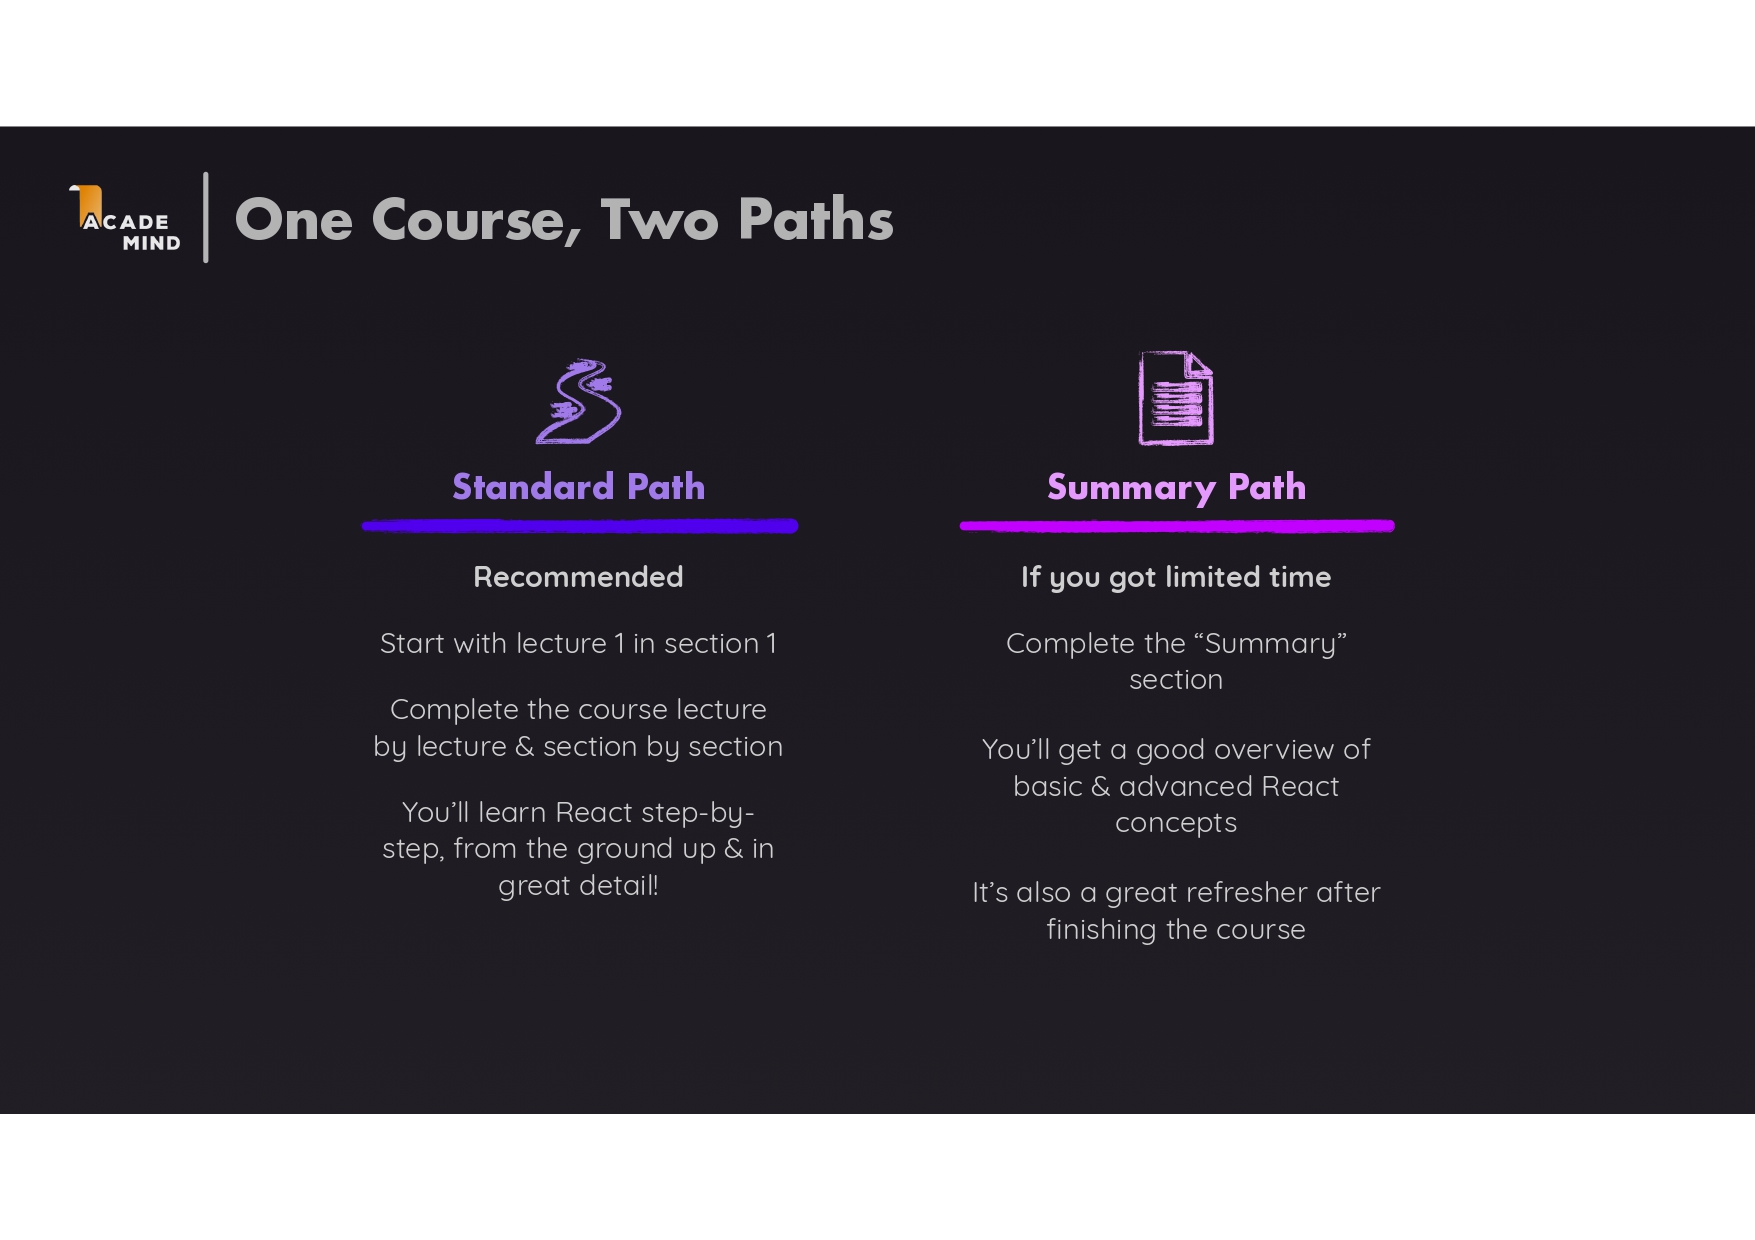 ACADE
MIND
One Course, Two Paths
Standard Path
Recommended
Start with lecture 1 in section 1
Complete the course lecture
by lecture & section by section
You’ll learn React step-by-
step, from the ground up & in
great detail!
Summary Path
If you got limited time
Complete the “Summary”
section
You’ll get a good overview of
basic & advanced React
concepts
It’s also a great refresher after
finishing the course